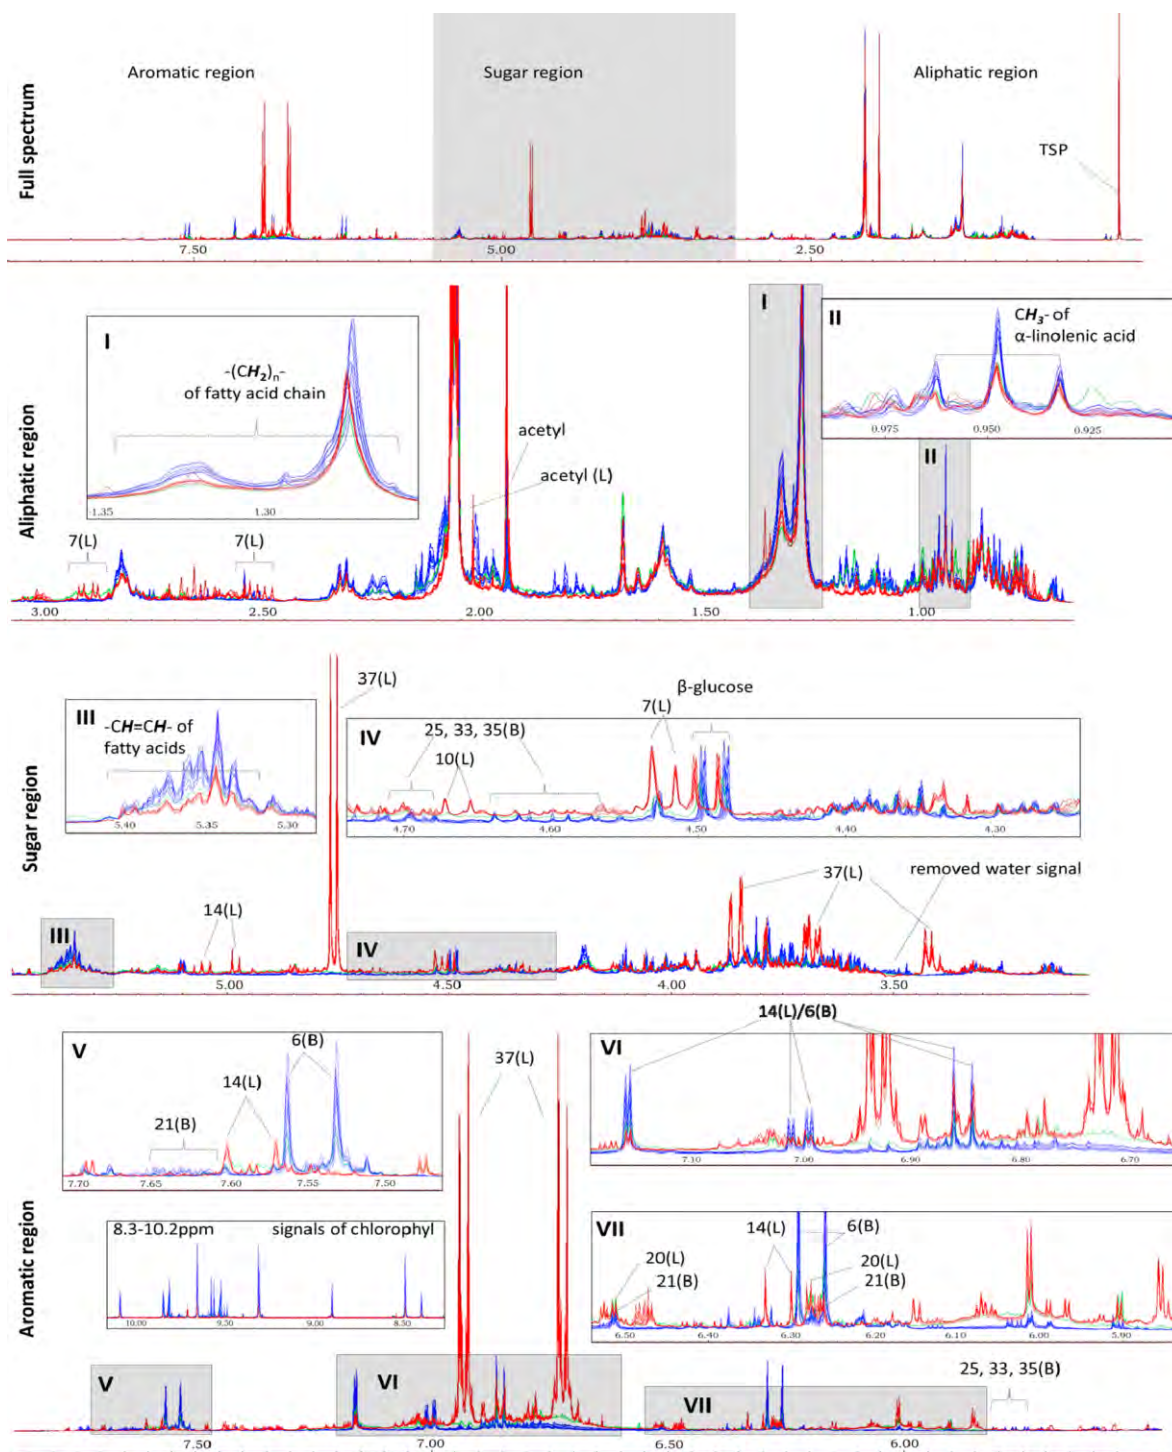 Full spectrum
Aromatic region
Sugar region
Aliphatic region
TSP
7.50
5.00
2.50
Aliphatic region
I
-(CH2)n-
of fatty acid chain
1.35
1.30
acetyl
acetyl (L)
I
II
CH3- of
α-linolenic acid
0.975
0.950
0.925
II
7(L)
7(L)
3.00
2.50
2.00
1.50
1.00
Sugar region
III
-CH=CH- of
fatty acids
5.40
5.35
5.30
37(L)
β-glucose
7(L)
IV
25, 33, 35(B)
10(L)
4.70
4.60
4.50
4.40
4.30
removed water signal
37(L)
14(L)
III
IV
5.00
4.50
4.00
3.50
Aromatic region
V
6(B)
14(L)
21(B)
7.70
7.65
7.60
7.55
7.50
37(L)
14(L)/6(B)
VI
7.10
7.00
6.90
6.80
6.70
8.3-10.2ppm
signals of chlorophyl
10.00
9.50
9.00
8.50
VII
14(L)
6(B)
20(L)
21(B)
20(L)
21(B)
6.50
6.40
6.30
6.20
6.10
6.00
5.90
25, 33, 35(B)
V
VI
VII
7.50
7.00
6.50
6.00